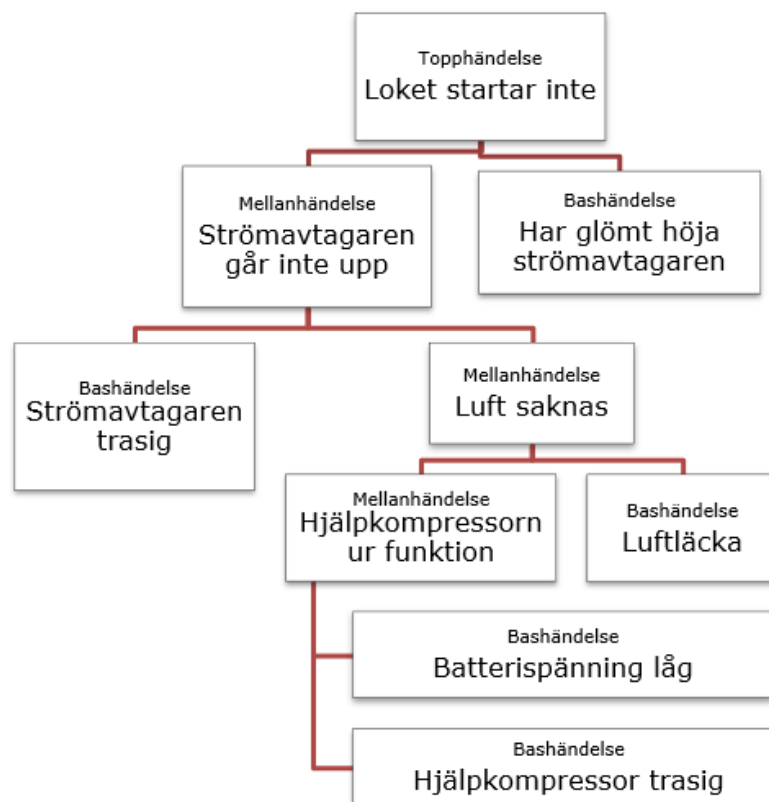 Topphändelse
Loket startar inte
Mellanhändelse
Strömavtagaren
går inte upp
Bashändelse
Har glömt höja
strömavtagaren
Bashändelse
Strömavtagaren
trasig
Mellanhändelse
Luft saknas
Mellanhändelse
Hjälpkompressorn
ur funktion
Bashändelse
Luftläcka
Bashändelse
Batterispänning låg
Bashändelse
Hjälpkompressor trasig